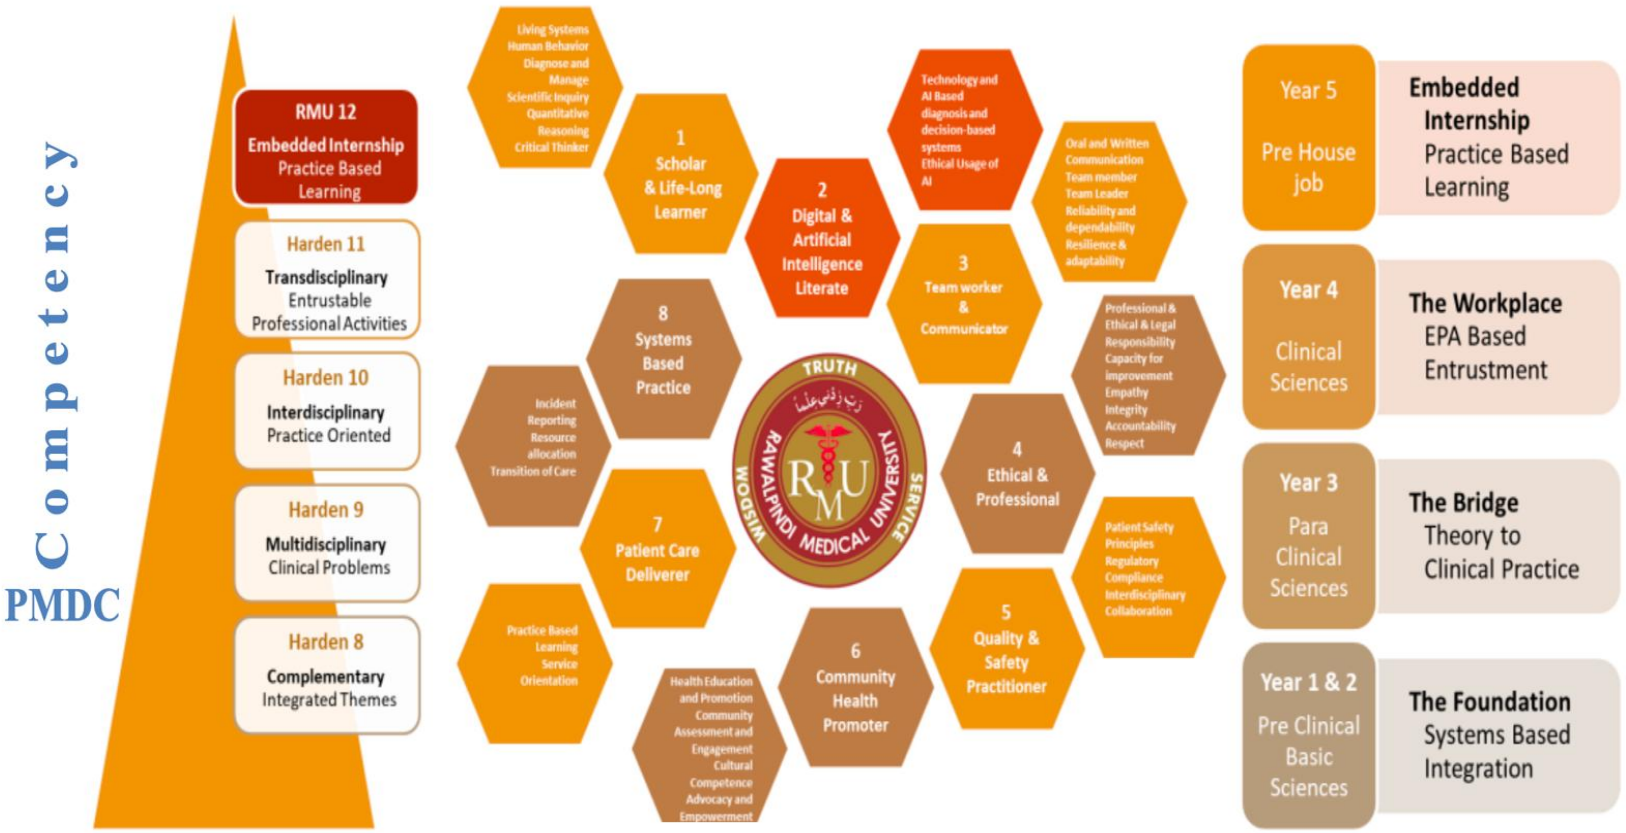 Competency
PMDC
RMU 12
Embedded Internship
Practice Based
Learning
Harden 11
Transdisciplinary
Entrustable
Professional Activities
Harden 10
Interdisciplinary
Practice Oriented
Harden 9
Multidisciplinary
Clinical Problems
Harden 8
Complementary
Integrated Themes
Living Systems
Human Behavior
Diagnose and
Manage
Scientific Inquiry
Quantitative
Reasoning
Critical Thinker
1
Scholar
& Life-Long
Learner
Technology and
AI Based
diagnosis and
decision-based
systems
Ethical Usage of
AI
2
Digital &
Artificial
Intelligence
Literate
Oral and Written
Communication
Team member
Team Leader
Reliability and
dependability
Resilience &
adaptability
3
Team worker
&
Communicator
Professional &
Ethical & Legal
Responsibility
Capacity for
improvement
Empathy
Integrity
Accountability
Respect
4
Ethical &
Professional
Patient Safety
Principles
Regulatory
Compliance
Interdisciplinary
Collaboration
5
Quality &
Safety
Practitioner
6
Community
Health
Promoter
Health Education
and Promotion
Community
Assessment and
Engagement
Cultural
Competence
Advocacy and
Empowerment
7
Patient Care
Deliverer
Practice Based
Learning
Service
Orientation
8
Systems
Based
Practice
Incident
Reporting
Resource
allocation
Transition of Care
TRUTH
WISDOM
SERVICE
رَبِّ زِدْنِي عِلْمًا
RMU
RAWALPINDI MEDICAL UNIVERSITY
Year 5
Pre House
job
Embedded
Internship
Practice Based
Learning
Year 4
Clinical
Sciences
The Workplace
EPA Based
Entrustment
Year 3
Para
Clinical
Sciences
The Bridge
Theory to
Clinical Practice
Year 1 & 2
Pre Clinical
Basic
Sciences
The Foundation
Systems Based
Integration